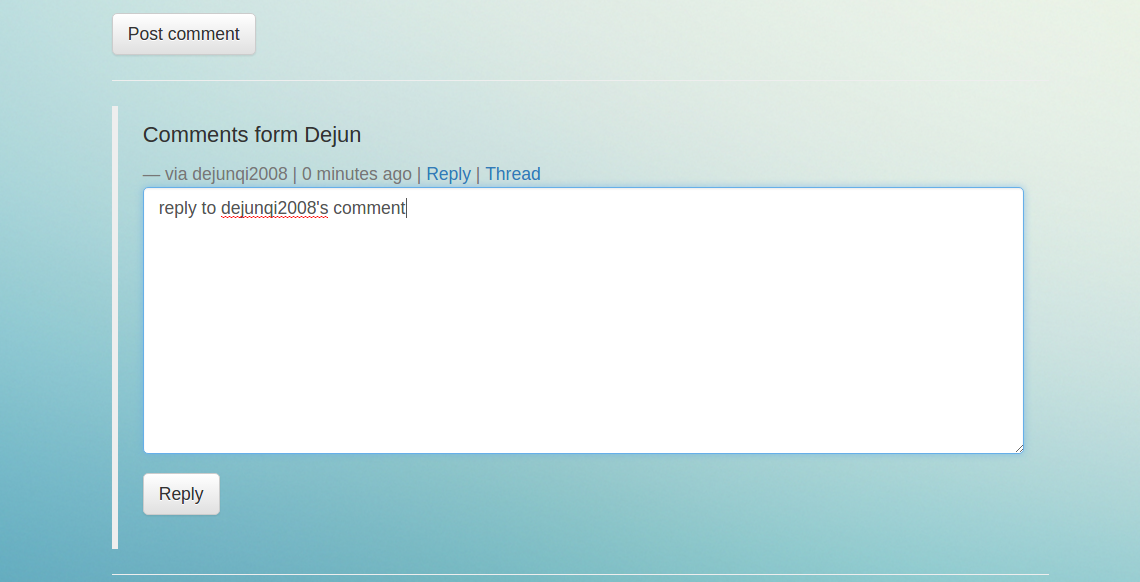 Post comment
Comments form Dejun
— via dejunqi2008 | 0 minutes ago | Reply | Thread
reply to dejunqi2008's comment
Reply